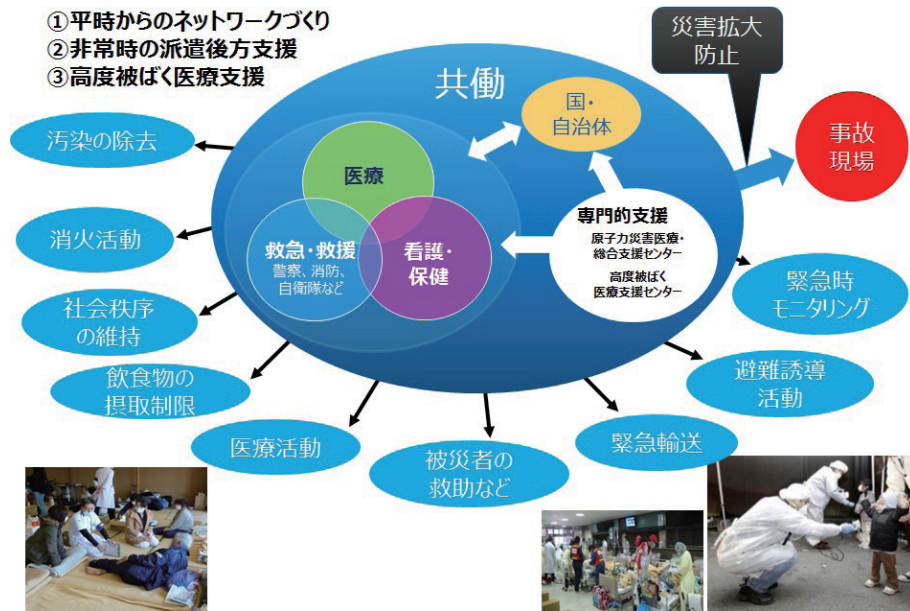 ①平時からのネットワークづくり
②非常時の派遣後方支援
③高度被ばく医療支援
災害拡大
防止
共働
国・
自治体
事故
現場
汚染の除去
医療
専門的支援
原子力災害医療・
総合支援センター
高度被ばく
医療支援センター
消火活動
救急・救援
警察、消防、
自衛隊など
看護・
保健
緊急時
モニタリング
社会秩序
の維持
避難誘導
活動
飲食物の
摂取制限
医療活動
被災者の
救助など
緊急輸送